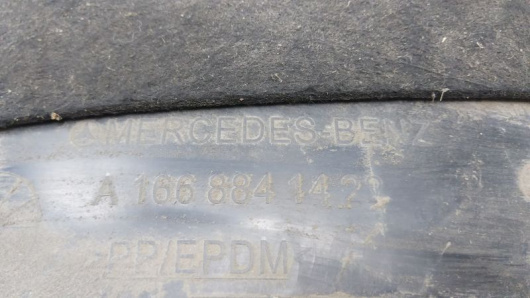 MERCEDES-BENZ
A 166 884 14 22
PP/EPDM